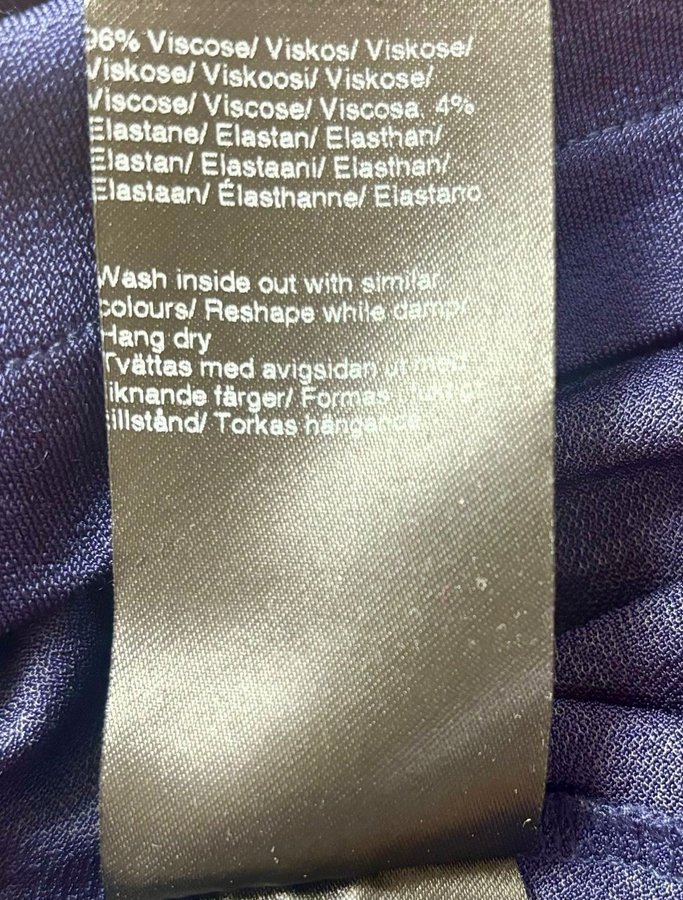 96% Viscose/ Viskos/ Viskose/
Viskose/ Viskoosi/ Viskose/
Viscose/ Viscose/ Viscosa, 4%
Elastane/ Elastan/ Elasthan/
Elastan/ Elastaani/ Elasthan/
Elastaan/ Élasthanne/ Elastano
Wash inside out with similar
colours/ Reshape while damp/
Hang dry
Tvättas med avigsidan ut med
liknande färger/ Formas i fuktigt
tillstånd/ Torkas hängande